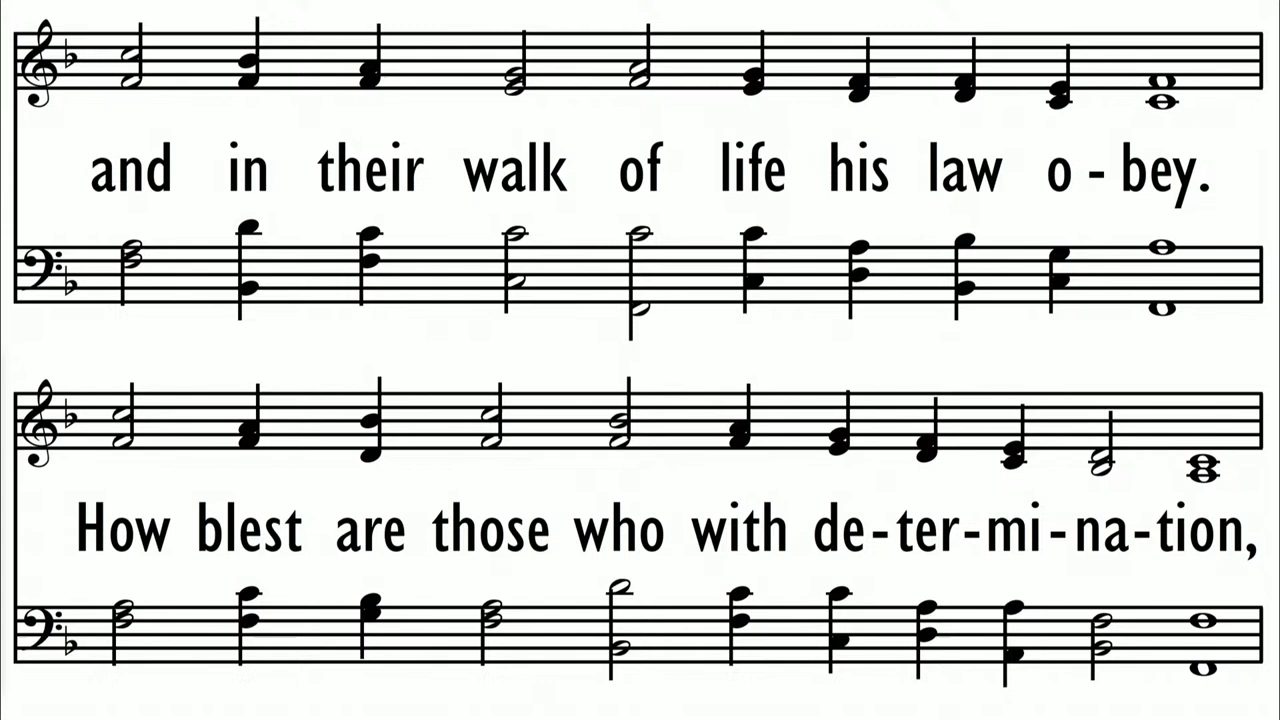 and in their walk of life his law o - bey.
How blest are those who with de-ter-mi-na-tion,